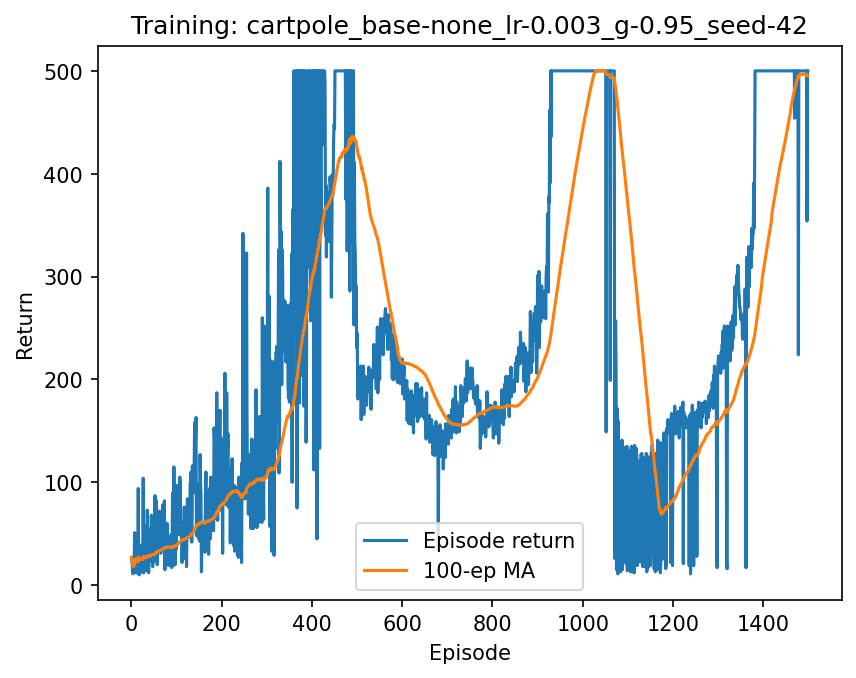 Training: cartpole_base-none_lr-0.003_g-0.95_seed-42
Return
500
400
300
200
100
0
0 200 400 600 800 1000 1200 1400
Episode
Episode return
100-ep MA